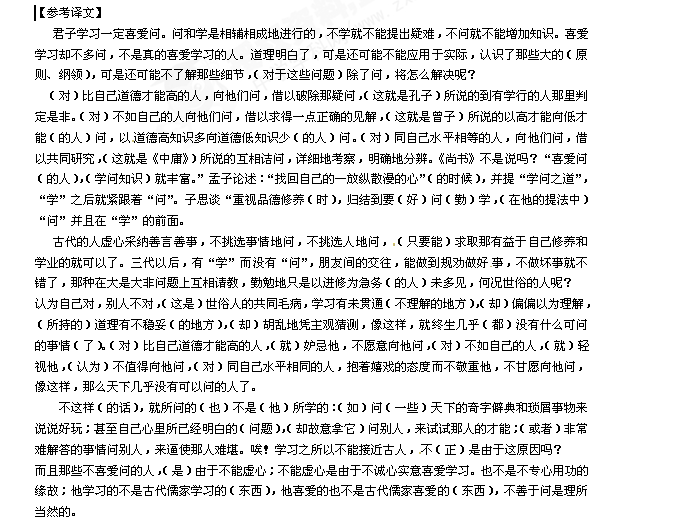 【参考译文】
君子学习一定喜爱问。问和学是相辅相成地进行的，不学就不能提出疑难，不问就不能增加知识。喜爱
学习却不多问，不是真的喜爱学习的人。道理明白了，可是还可能不能应用于实际，认识了那些大的（原
则、纲领），可是还可能不了解那些细节，（对于这些问题）除了问，将怎么解决呢？
（对）比自己道德才能高的人，向他们问，借以破除那疑问，（这就是孔子）所说的到有学行的人那里判
定是非。（对）不如自己的人向他们问，借以求得一点正确的见解，（这就是曾子）所说的以高才能向低才
能（的人）问，以道德高知识多向道德低知识少（的人）问。（对）同自己水平相等的人，向他们问，借
以共同研究，（这就是《中庸》）所说的互相诘问，详细地考察，明确地分辨。《尚书》不是说吗？“喜爱问
（的人），（学问知识）就丰富。”孟子论述：“找回自己的一放纵散漫的心”（的时候），并提“学问之道”，
“学”之后就紧跟着“问”。子思谈“重视品德修养（时），归结到要（好）问（勤）学，（在他的提法中）
“问”并且在“学”的前面。
古代的人虚心采纳善言善事，不挑选事情地问，不挑选人地问，（只要能）求取那有益于自己修养和
学业的就可以了。三代以后，有“学”而没有“问”，朋友间的交往，能做到规劝做好事，不做坏事就不
错了，那种在大是大非问题上互相请教，勤勉地只是以进修为急务（的人）未多见，何况世俗的人呢？
认为自己对，别人不对，（这是）世俗人的共同毛病，学习有未贯通（不理解的地方），（却）偏偏以为理解，
（所持的）道理有不稳妥（的地方），（却）胡乱地凭主观猜测，像这样，就终生几乎（都）没有什么可问
的事情（了）。（对）比自己道德才能高的人，（就）妒忌他，不愿意向他问，（对）不如自己的人，（就）轻
视他，（认为）不值得向他问，（对）同自己水平相同的人，抱着嬉戏的态度而不敬重他，不甘愿向他问，
像这样，那么天下几乎没有可以问的人了。
不这样（的话），就所问的（也）不是（他）所学的：（如）问（一些）天下的奇字僻典和琐屑事物来
说说好玩；甚至自己心里所已经明白的（问题），（却故意拿它）问别人，来试试那人的才能；（或者）非常
难解答的事情问别人，来逼使那人难堪。唉！学习之所以不能接近古人，不（正）是由于这原因吗？
而且那些不喜爱问的人，（是）由于不能虚心；不能虚心是由于不诚心实意喜爱学习。也不是不专心用功的
缘故；他学习的不是古代儒家学习的（东西），他喜爱的也不是古代儒家喜爱的（东西），不善于问是理所
当然的。